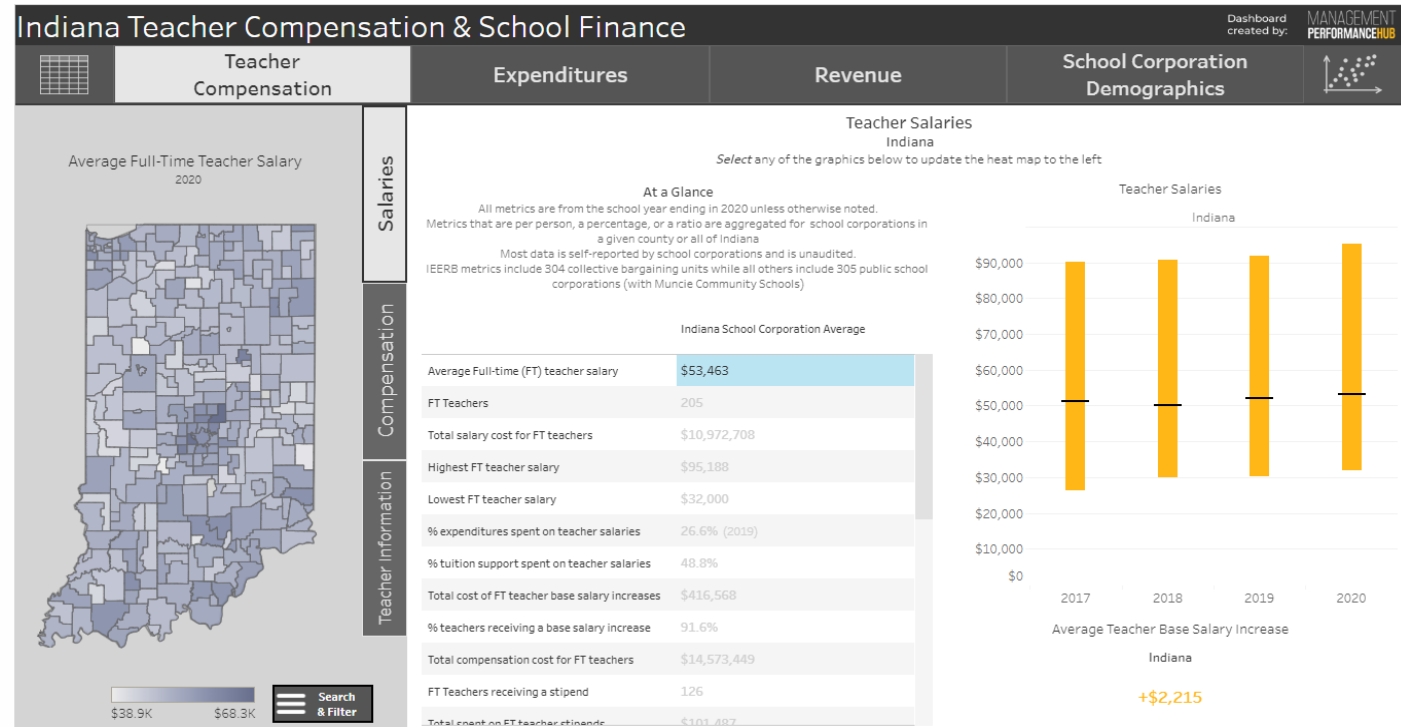 Indiana Teacher Compensation & School Finance
Dashboard
created by:
MANAGEMENT
PERFORMANCEHUB
Teacher
Compensation
Expenditures
Revenue
School Corporation
Demographics
Average Full-Time Teacher Salary
2020
$38.9K
$68.3K
Search
& Filter
Salaries
Compensation
Teacher Information
Teacher Salaries
Indiana
Select any of the graphics below to update the heat map to the left
At a Glance
All metrics are from the school year ending in 2020 unless otherwise noted.
Metrics that are per person, a percentage, or a ratio are aggregated for school corporations in
a given county or all of Indiana
Most data is self-reported by school corporations and is unaudited.
IEERB metrics include 304 collective bargaining units while all others include 305 public school
corporations (with Muncie Community Schools)
Indiana School Corporation Average
Average Full-time (FT) teacher salary $53,463
FT Teachers 205
Total salary cost for FT teachers $10,972,708
Highest FT teacher salary $95,188
Lowest FT teacher salary $32,000
% expenditures spent on teacher salaries 26.6% (2019)
% tuition support spent on teacher salaries 48.8%
Total cost of FT teacher base salary increases $416,568
% teachers receiving a base salary increase 91.6%
Total compensation cost for FT teachers $14,573,449
FT Teachers receiving a stipend 126
Total spent on FT teacher stipends $101,487
Teacher Salaries
Indiana
$90,000
$80,000
$70,000
$60,000
$50,000
$40,000
$30,000
$20,000
$10,000
$0
2017 2018 2019 2020
Average Teacher Base Salary Increase
Indiana
+$2,215